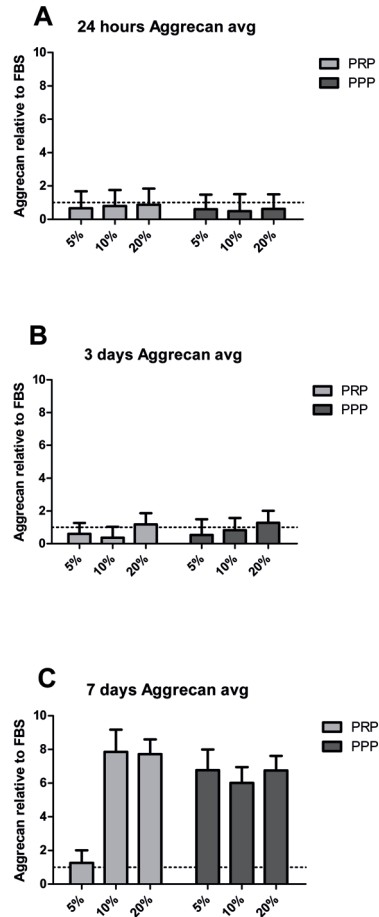 A
24 hours Aggrecan avg
Aggrecan relative to FBS
10
8
6
4
2
0
5%
10%
20%
5%
10%
20%
PRP
PPP
B
3 days Aggrecan avg
Aggrecan relative to FBS
10
8
6
4
2
0
5%
10%
20%
5%
10%
20%
PRP
PPP
C
7 days Aggrecan avg
Aggrecan relative to FBS
10
8
6
4
2
0
5%
10%
20%
5%
10%
20%
PRP
PPP